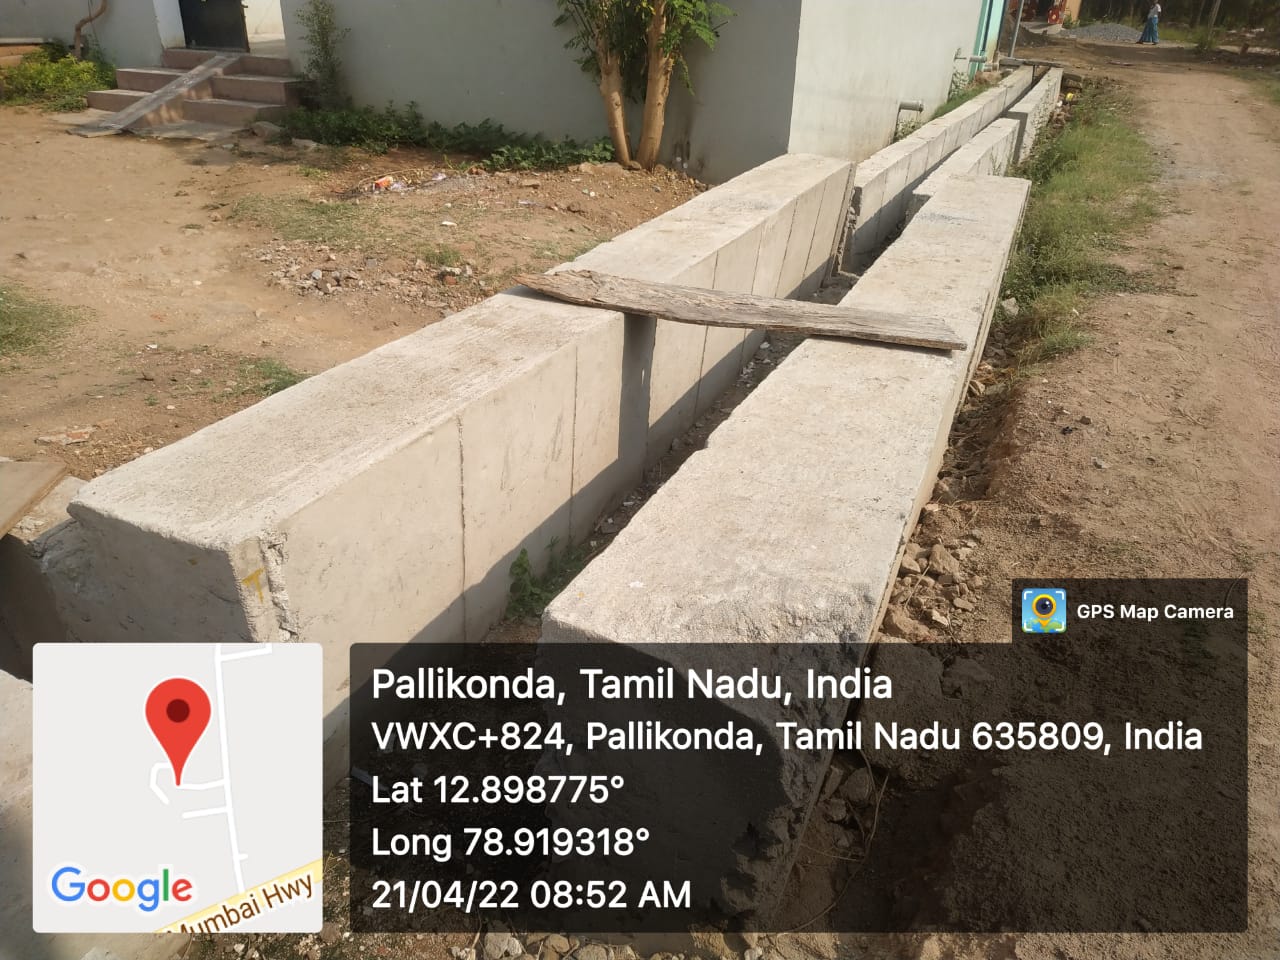 GPS Map Camera
Pallikonda, Tamil Nadu, India
VWXC+824, Pallikonda, Tamil Nadu 635809, India
Lat 12.898775°
Long 78.919318°
21/04/22 08:52 AM
Google
Mumbai Hwy